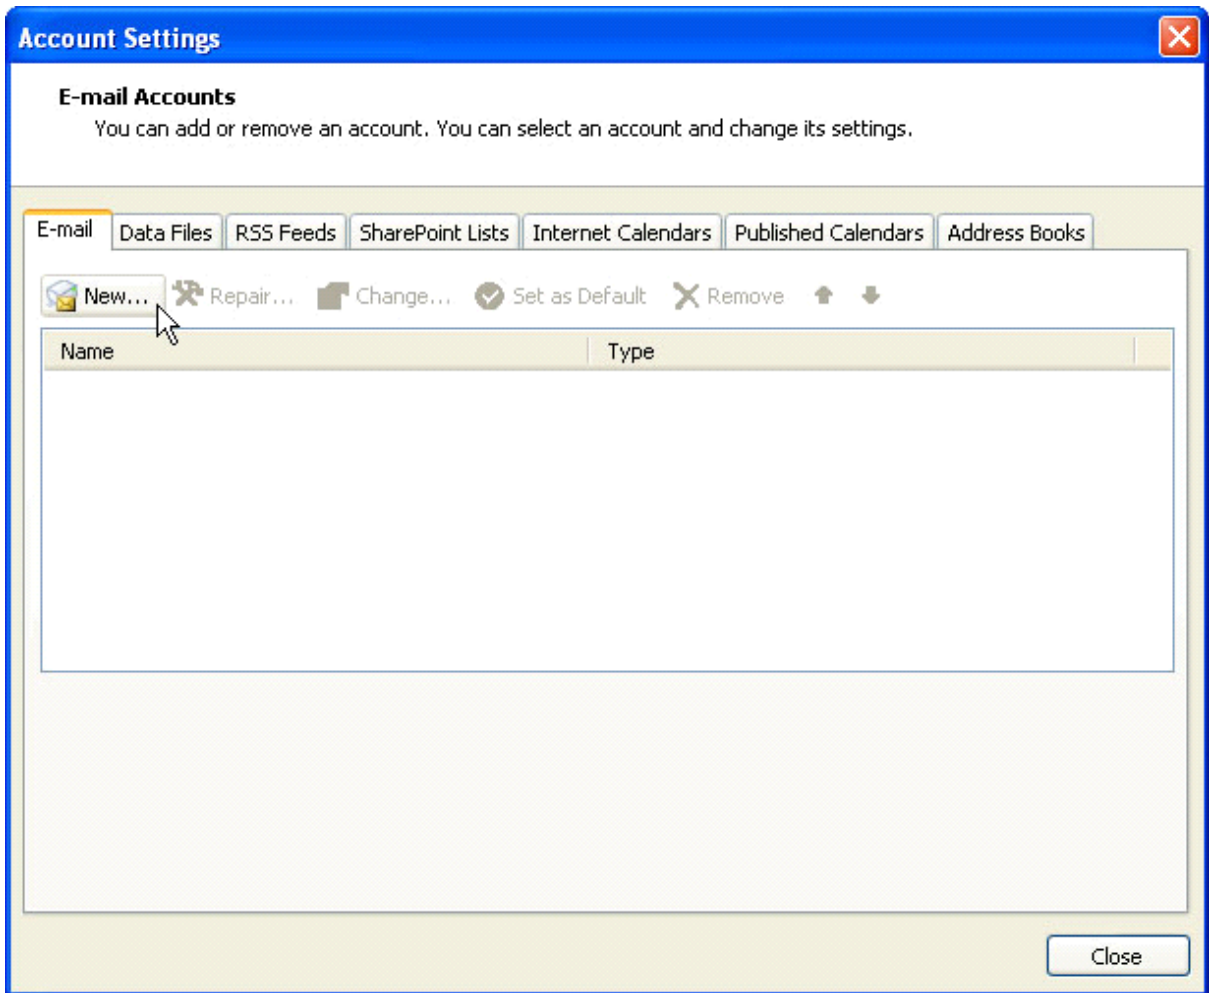 Account Settings
E-mail Accounts
You can add or remove an account. You can select an account and change its settings.
E-mail Data Files RSS Feeds SharePoint Lists Internet Calendars Published Calendars Address Books
New... Repair... Change... Set as Default Remove
Name Type
Close